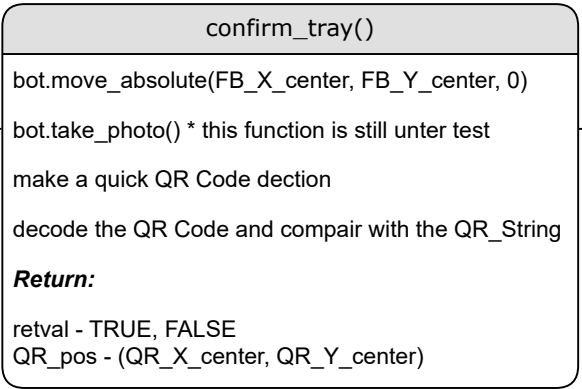 confirm_tray()
bot.move_absolute(FB_X_center, FB_Y_center, 0)
bot.take_photo() * this function is still unter test
make a quick QR Code dection
decode the QR Code and compair with the QR_String
Return:
retval - TRUE, FALSE
QR_pos - (QR_X_center, QR_Y_center)